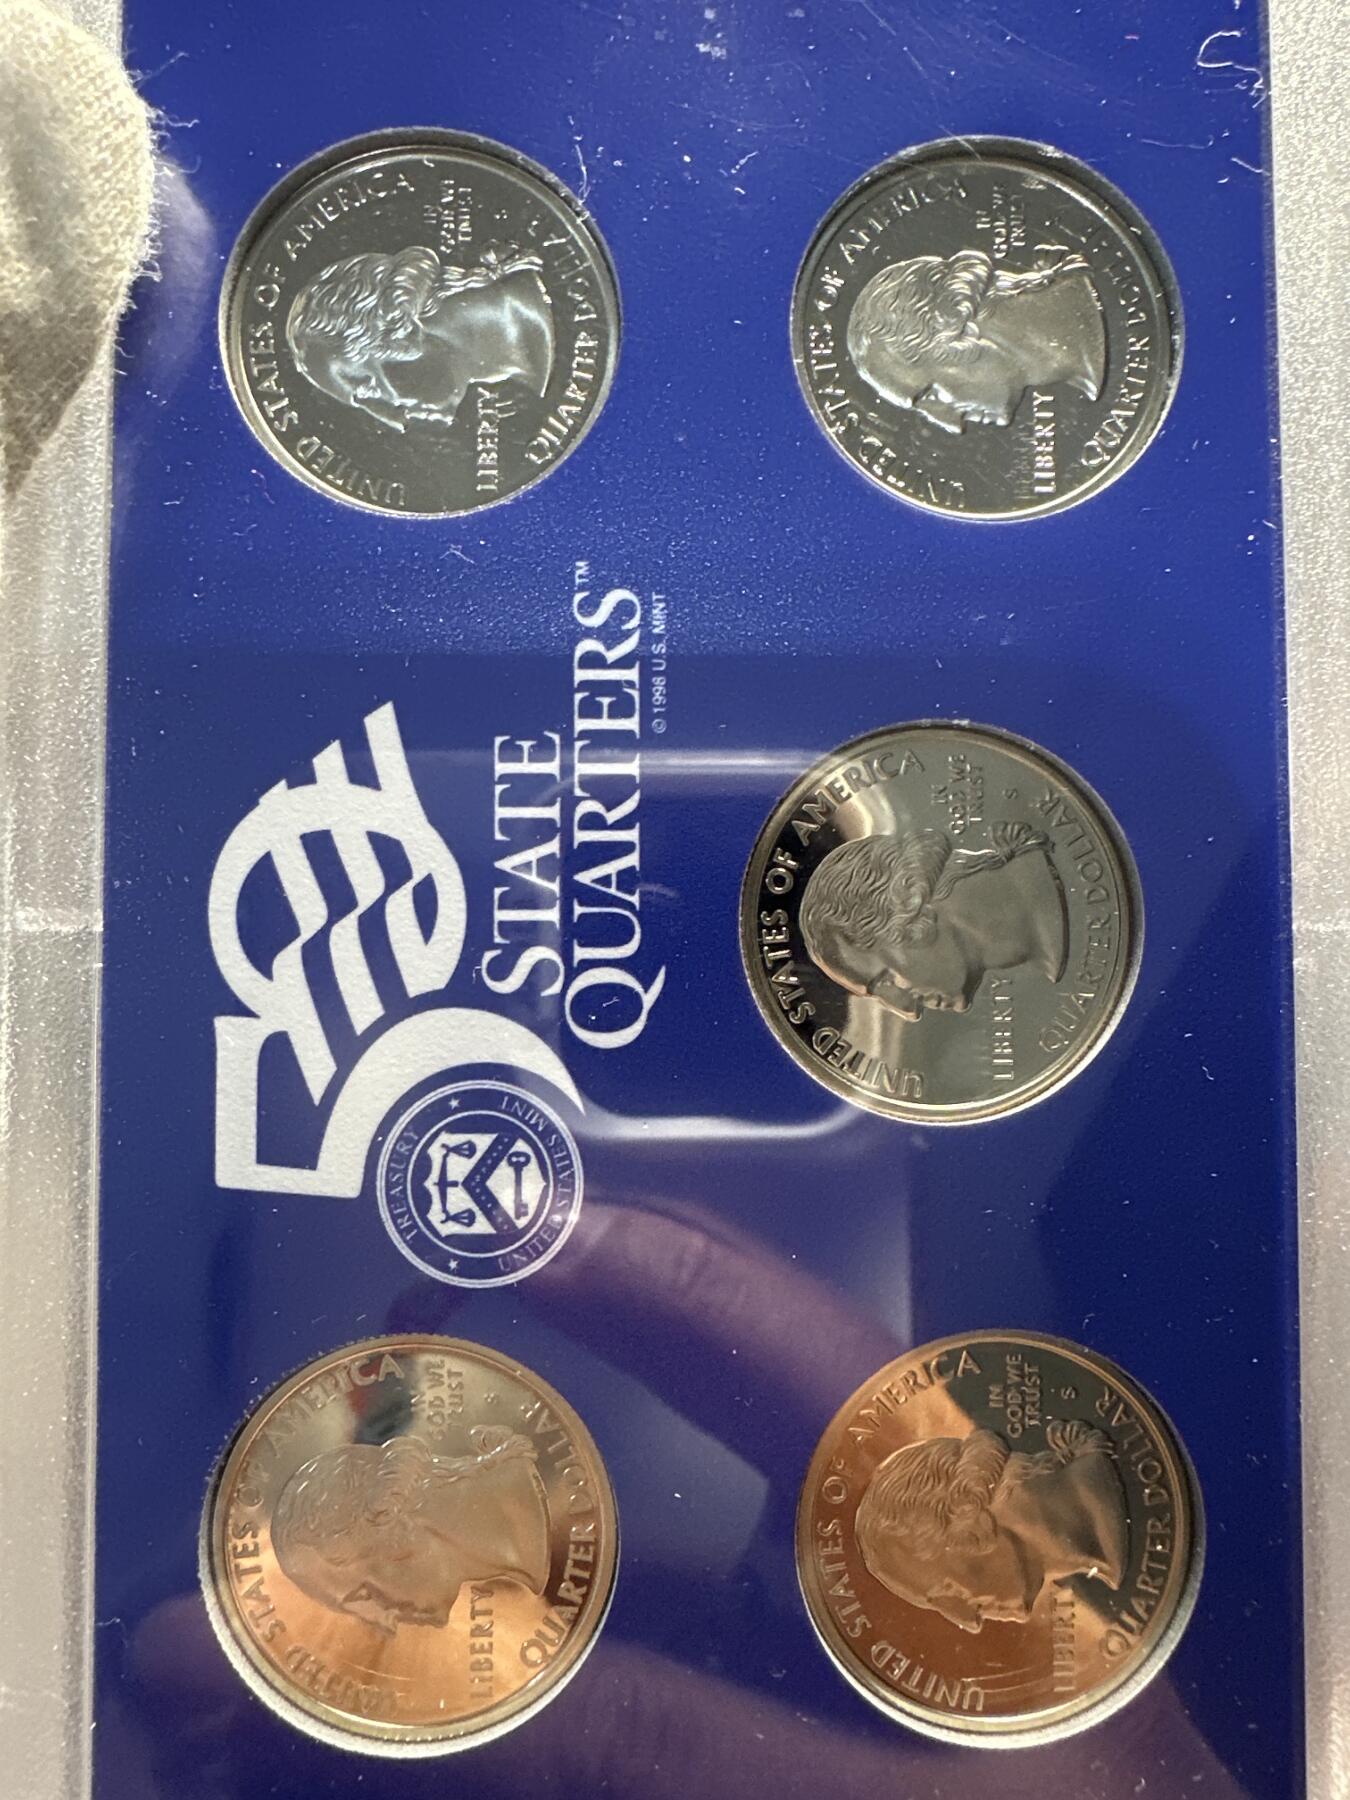 UNITED STATES OF AMERICA
IN
GOD WE
TRUST
S
LIBERTY
QUARTER DOLLAR
UNITED STATES OF AMERICA
IN
GOD WE
TRUST
LIBERTY
QUARTER DOLLAR
50
STATE
QUARTERS™
© 1998 U.S. MINT
TREASURY
UNITED STATES MINT
UNITED STATES OF AMERICA
IN
GOD WE
TRUST
S
LIBERTY
QUARTER DOLLAR
UNITED STATES OF AMERICA
IN
GOD WE
TRUST
S
LIBERTY
QUARTER DOLLAR
UNITED STATES OF AMERICA
IN
GOD WE
TRUST
S
LIBERTY
QUARTER DOLLAR